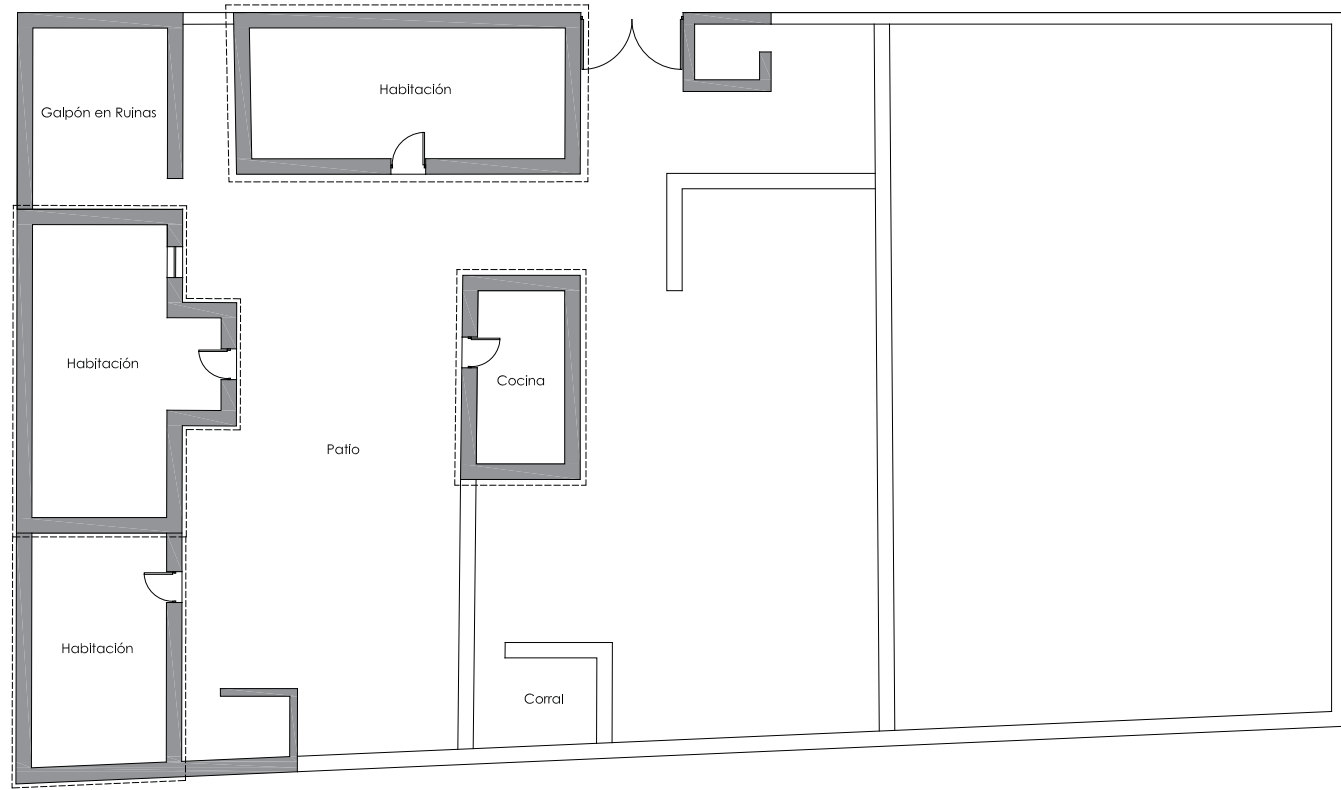 Habitación
Galpón en Ruinas
Habitación
Cocina
Patio
Habitación
Corral